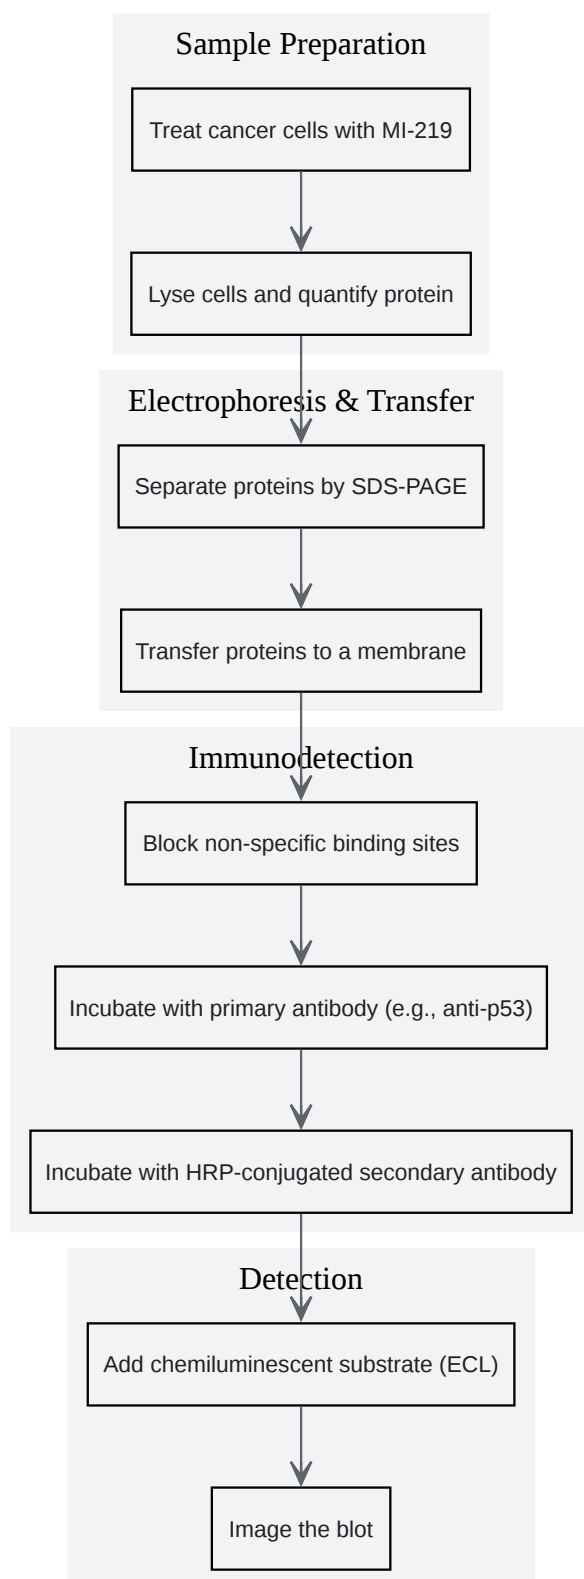 Sample Preparation
Treat cancer cells with MI-219
Lyse cells and quantify protein
Electrophoresis & Transfer
Separate proteins by SDS-PAGE
Transfer proteins to a membrane
Immunodetection
Block non-specific binding sites
Incubate with primary antibody (e.g., anti-p53)
Incubate with HRP-conjugated secondary antibody
Detection
Add chemiluminescent substrate (ECL)
Image the blot